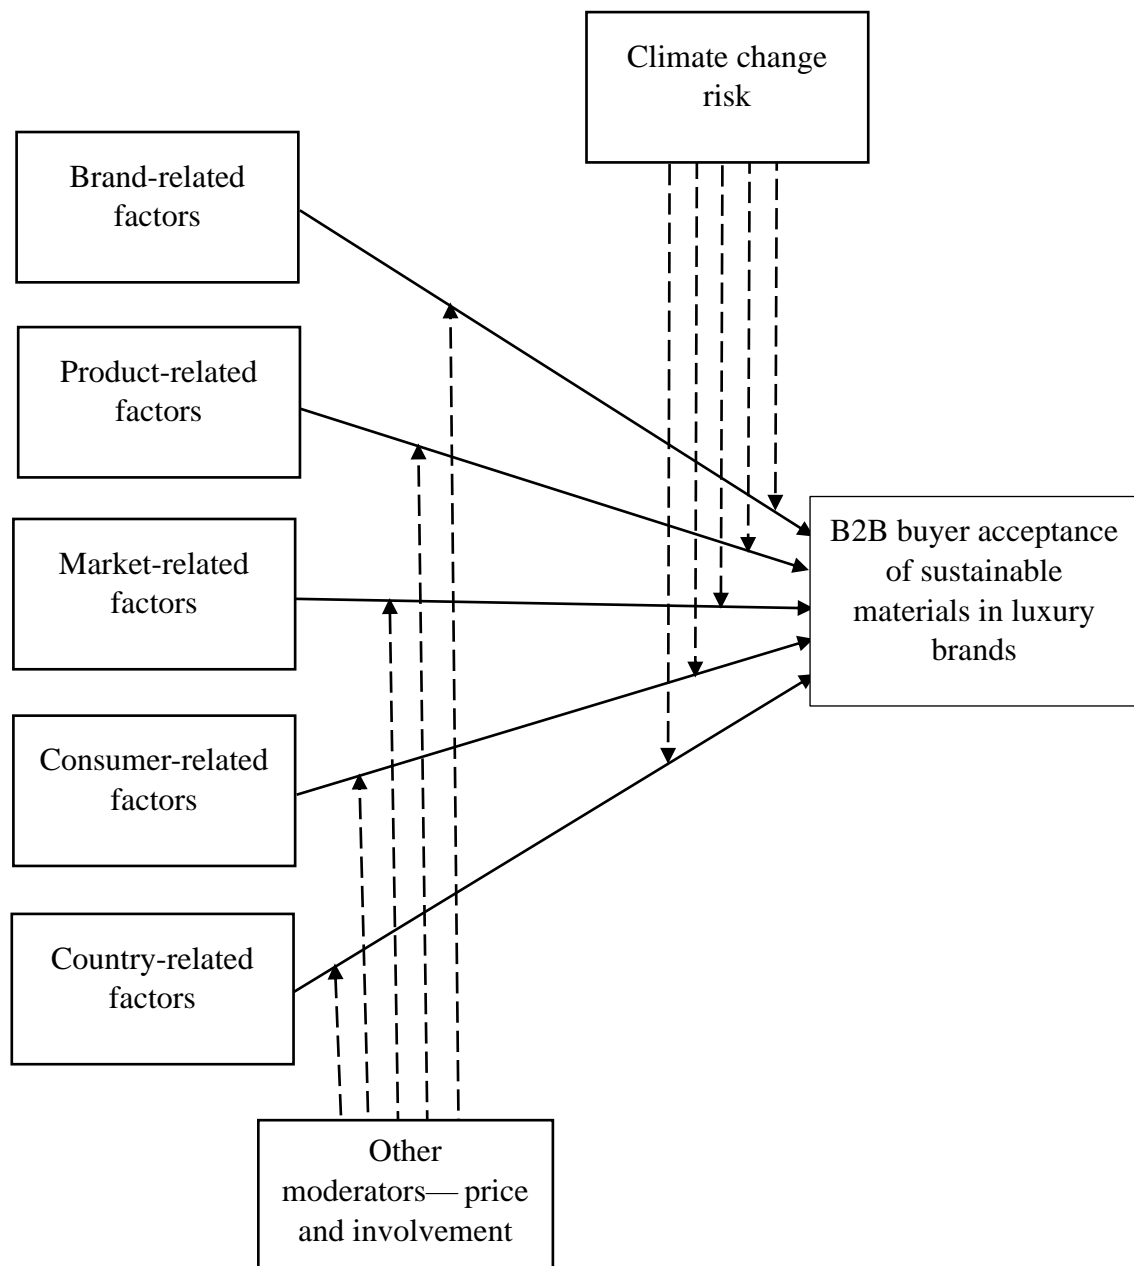 Climate change
risk
Brand-related
factors
Product-related
factors
Market-related
factors
B2B buyer acceptance
of sustainable
materials in luxury
brands
Consumer-related
factors
Country-related
factors
Other
moderators— price
and involvement